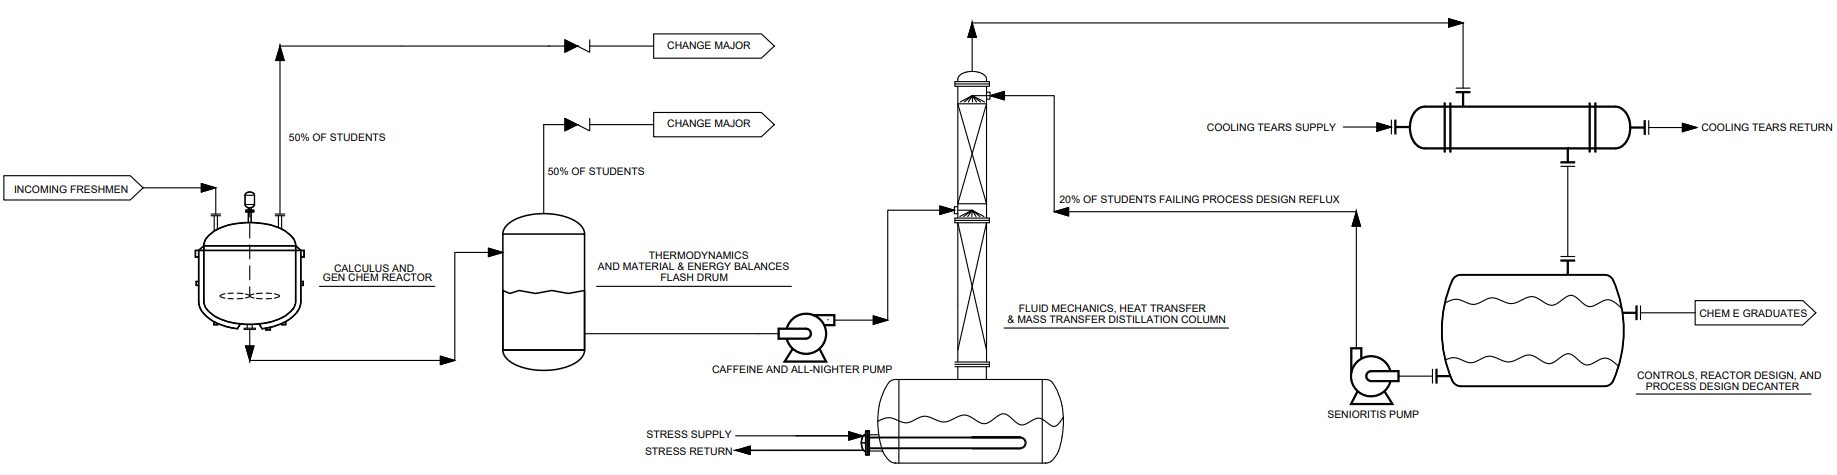 CHANGE MAJOR
CHANGE MAJOR
50% OF STUDENTS
50% OF STUDENTS
INCOMING FRESHMEN
CALCULUS AND
GEN CHEM REACTOR
THERMODYNAMICS
AND MATERIAL & ENERGY BALANCES
FLASH DRUM
CAFFEINE AND ALL-NIGHTER PUMP
STRESS SUPPLY
STRESS RETURN
FLUID MECHANICS, HEAT TRANSFER
& MASS TRANSFER DISTILLATION COLUMN
20% OF STUDENTS FAILING PROCESS DESIGN REFLUX
COOLING TEARS SUPPLY
COOLING TEARS RETURN
CHEM E GRADUATES
CONTROLS, REACTOR DESIGN, AND
PROCESS DESIGN DECANTER
SENIORITIS PUMP